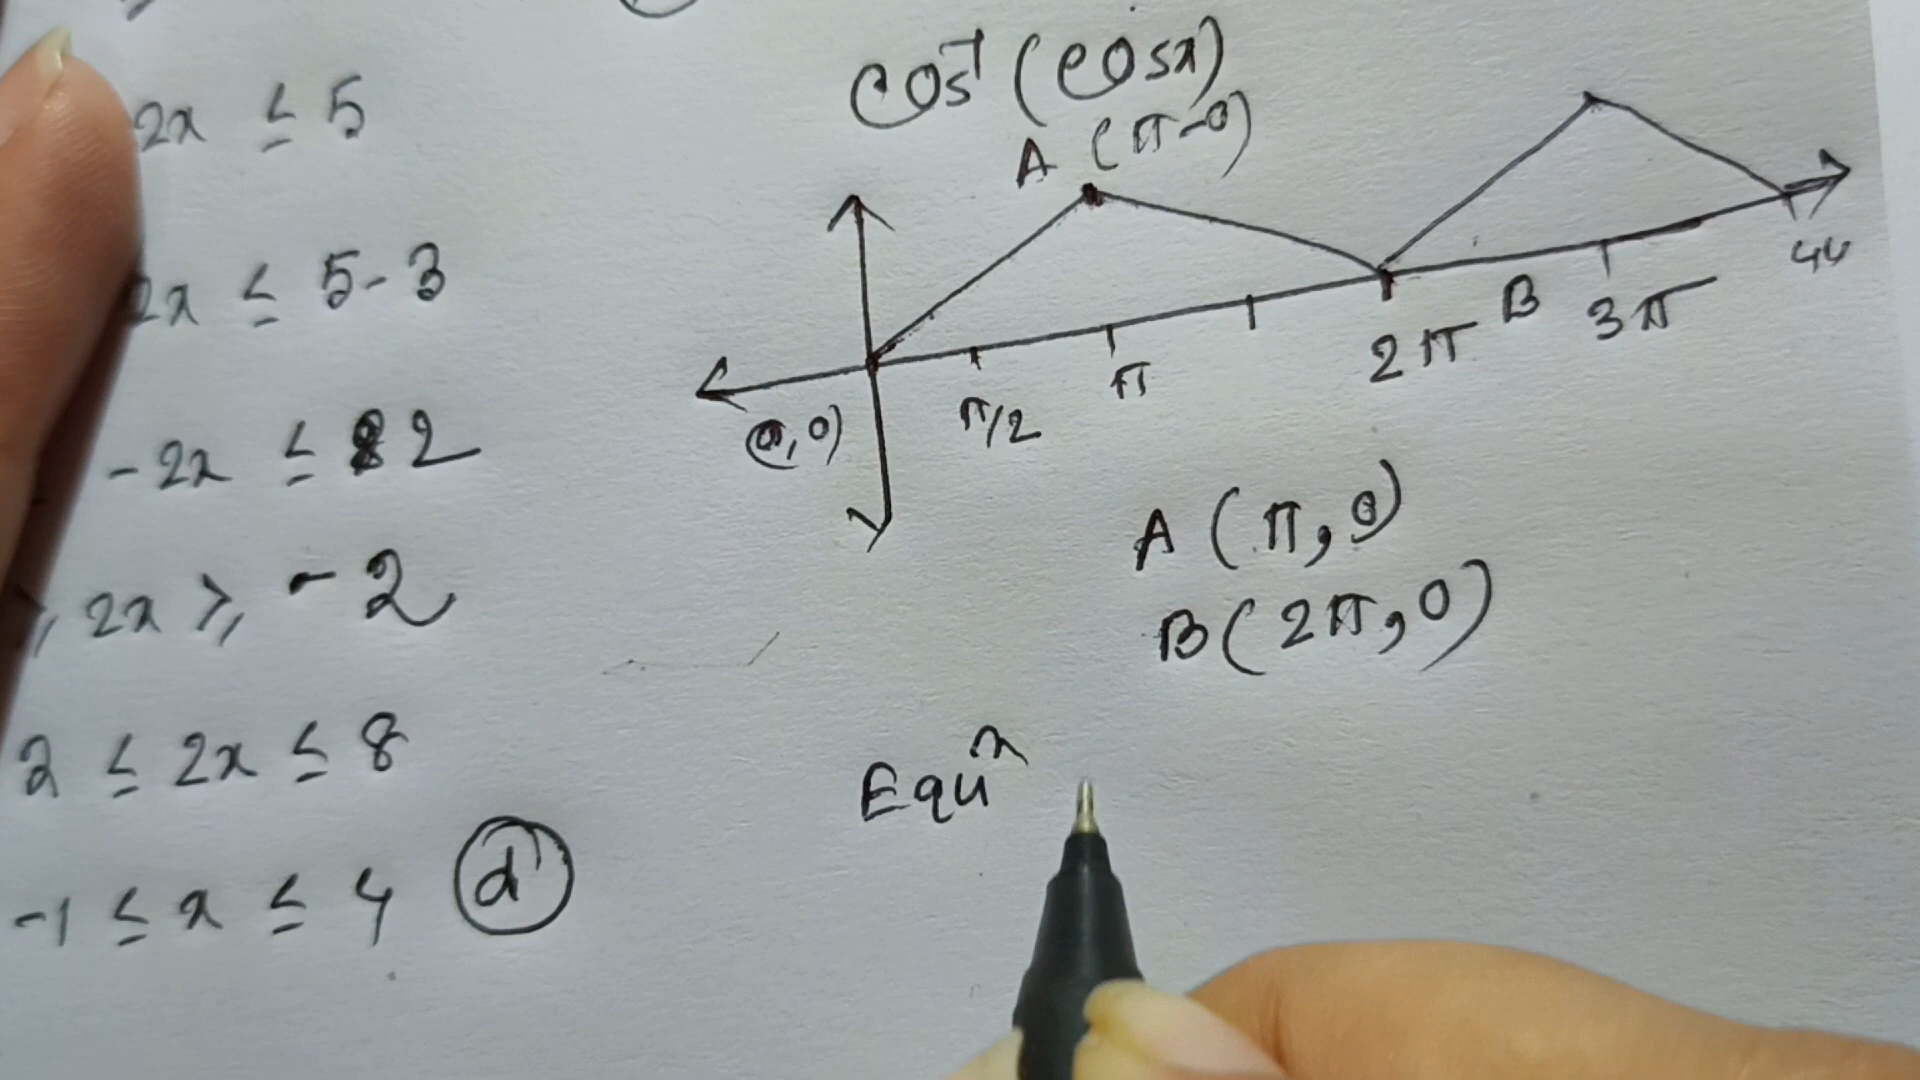 2x ≤ 5
2x ≤ 5-3
-2x ≤ 2
2x ≥, -2
2 ≤ 2x ≤ 8
-1 ≤ x ≤ 4 (d)
cos⁻¹ (cosx)
A (π-0)
(0,0)
π/2
π
2π
B
3π
A (π,0)
B(2π,0)
Equⁿ